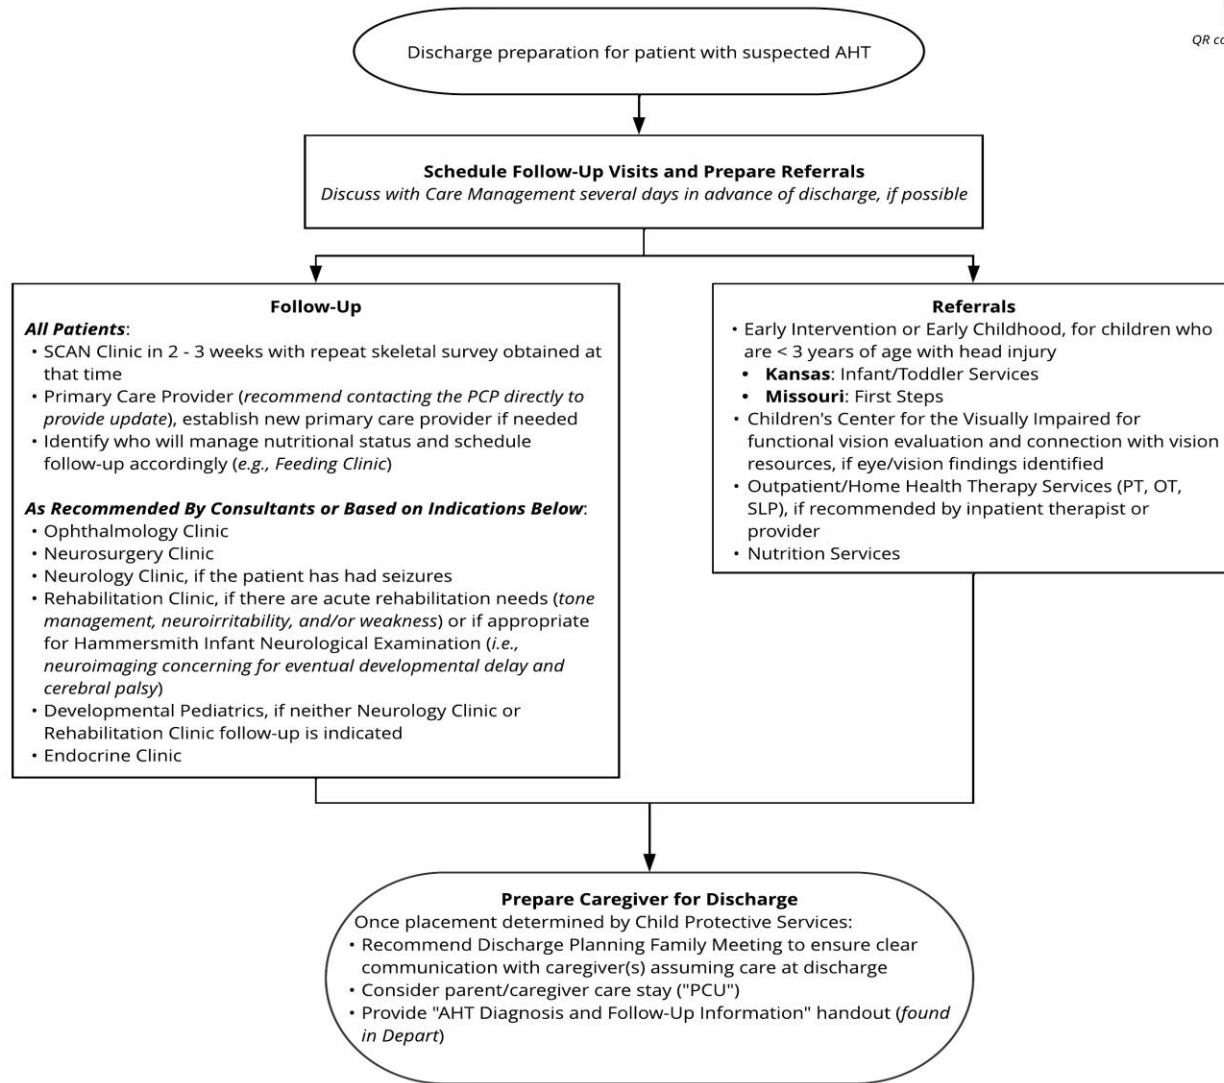 QR co
Discharge preparation for patient with suspected AHT
Schedule Follow-Up Visits and Prepare Referrals
Discuss with Care Management several days in advance of discharge, if possible
Follow-Up
All Patients:
• SCAN Clinic in 2 - 3 weeks with repeat skeletal survey obtained at
that time
• Primary Care Provider (recommend contacting the PCP directly to
provide update), establish new primary care provider if needed
• Identify who will manage nutritional status and schedule
follow-up accordingly (e.g., Feeding Clinic)
As Recommended By Consultants or Based on Indications Below:
• Ophthalmology Clinic
• Neurosurgery Clinic
• Neurology Clinic, if the patient has had seizures
• Rehabilitation Clinic, if there are acute rehabilitation needs (tone
management, neuroirritability, and/or weakness) or if appropriate
for Hammersmith Infant Neurological Examination (i.e.,
neuroimaging concerning for eventual developmental delay and
cerebral palsy)
• Developmental Pediatrics, if neither Neurology Clinic or
Rehabilitation Clinic follow-up is indicated
• Endocrine Clinic
Referrals
• Early Intervention or Early Childhood, for children who
are < 3 years of age with head injury
• Kansas: Infant/Toddler Services
• Missouri: First Steps
• Children's Center for the Visually Impaired for
functional vision evaluation and connection with vision
resources, if eye/vision findings identified
• Outpatient/Home Health Therapy Services (PT, OT,
SLP), if recommended by inpatient therapist or
provider
• Nutrition Services
Prepare Caregiver for Discharge
Once placement determined by Child Protective Services:
• Recommend Discharge Planning Family Meeting to ensure clear
communication with caregiver(s) assuming care at discharge
• Consider parent/caregiver care stay ("PCU")
• Provide "AHT Diagnosis and Follow-Up Information" handout (found
in Depart)